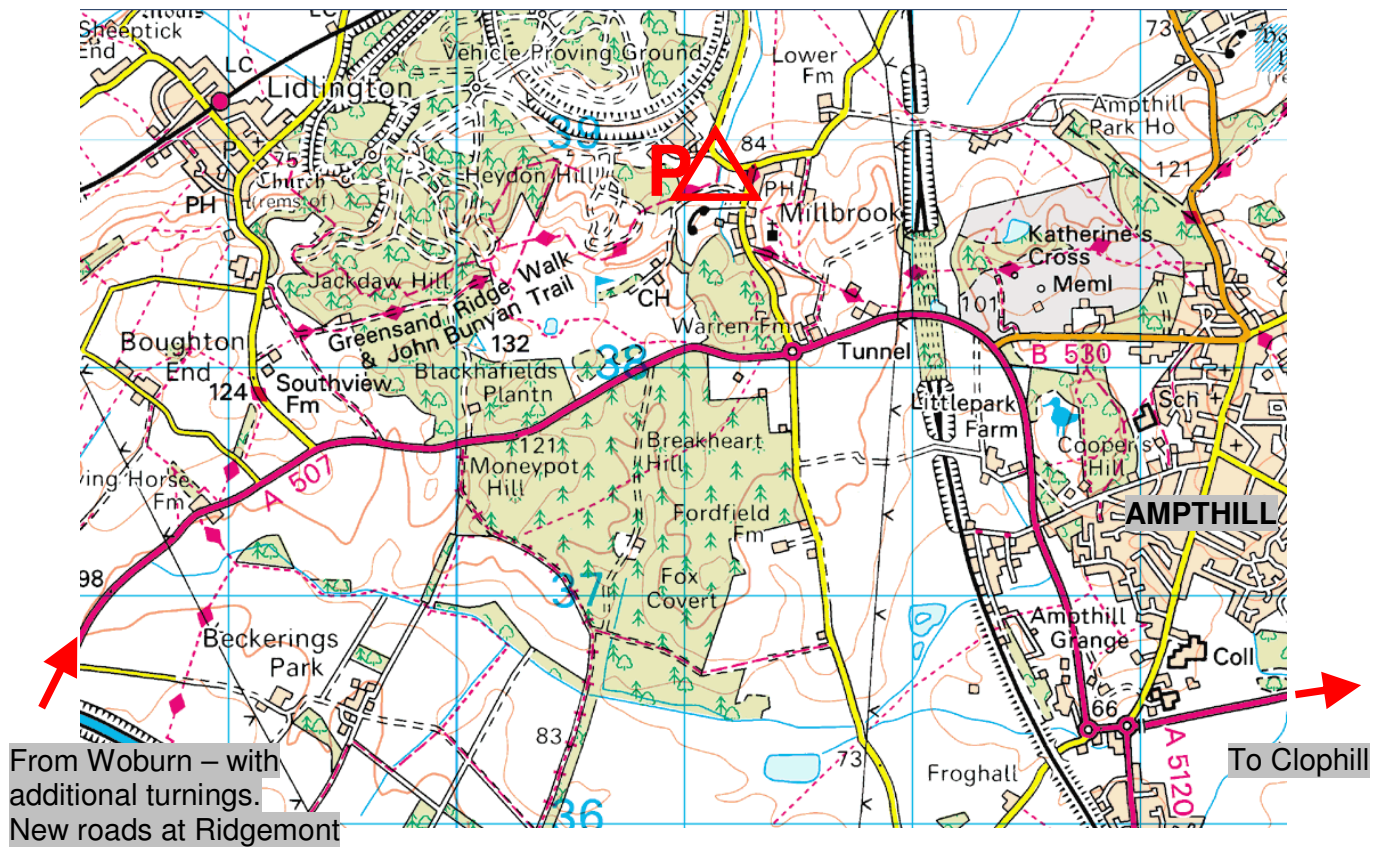 Sheeptick
End
LC
Lidlington
Vehicle Proving Ground
Lower
Fm
73
Ampthill
Park Ho
39
84
121
P
P
75
Church
(rems of)
PH
Heydon Hill
PH
Millbrook
Katherine's
Cross
Meml
101
Jackdaw Hill
Greensand Ridge Walk
& John Bunyan Trail
CH
Warren Fm
Tunnel
B 530
Boughton
End
132
38
Blackhafields
Plantn
124
Southview
Fm
Littlepark
Farm
Sch
Cooper's
Hill
121
Moneypot
Hill
Breakheart
Hill
A 507
ving Horse
Fm
AMPTHILL
Fordfield
Fm
98
37
Fox
Covert
Beckerings
Park
Ampthill
Grange
Coll
66
83
73
A 5120
Froghall
36
From Woburn – with
additional turnings.
New roads at Ridgemont
To Clophill